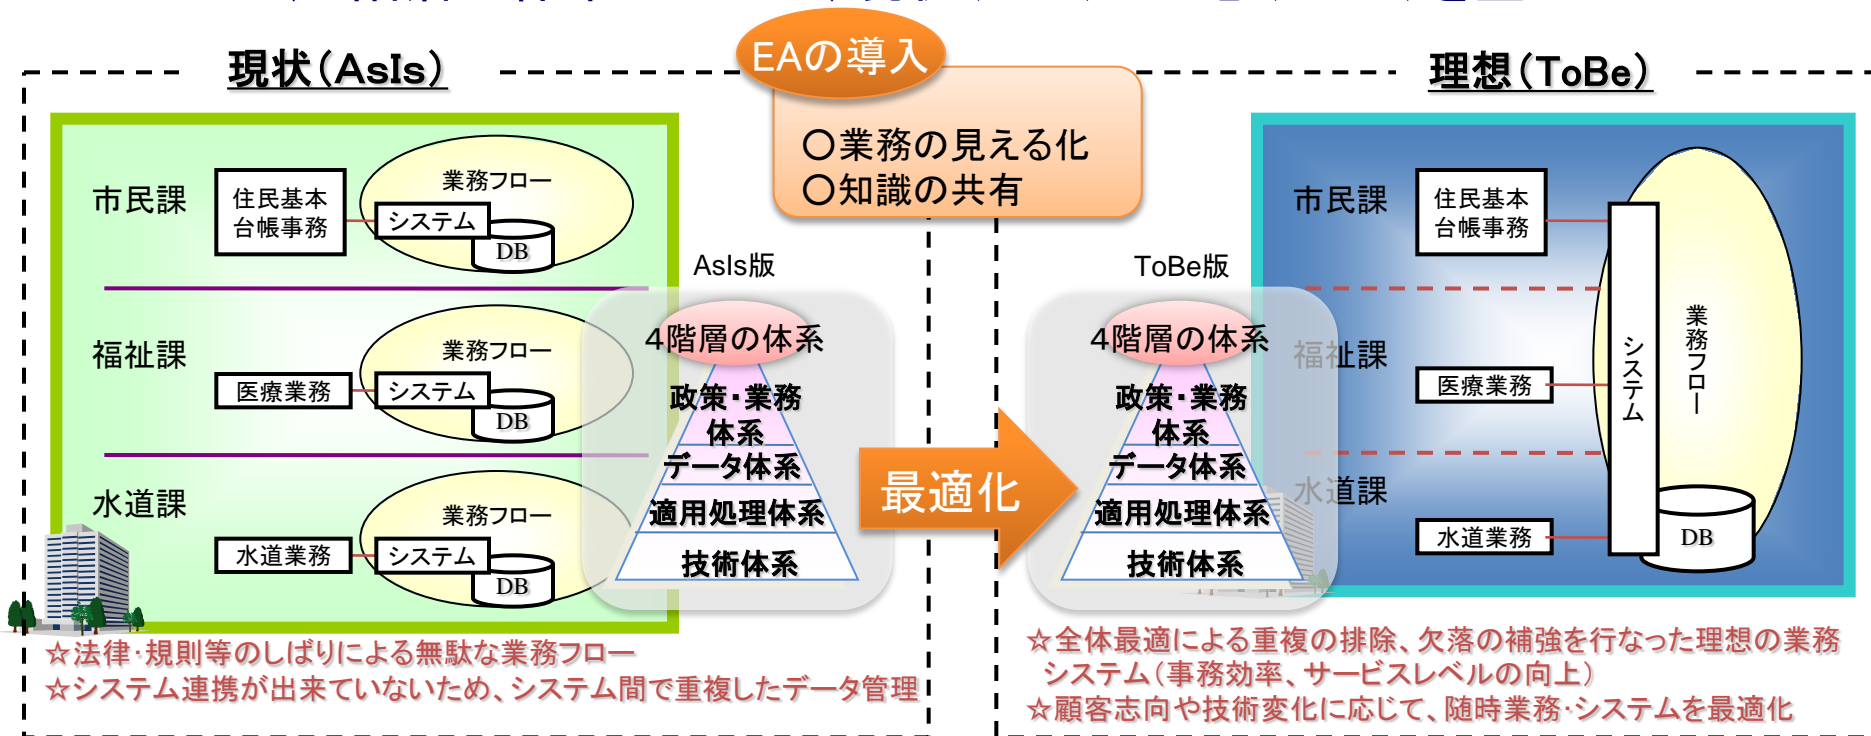 現状（AsIs）
EAの導入
〇業務の見える化
〇知識の共有
理想（ToBe）
市民課
住民基本
台帳事務
業務フロー
システム
DB
福祉課
医療業務
業務フロー
システム
DB
水道課
水道業務
業務フロー
システム
DB
AsIs版
4階層の体系
政策・業務
体系
データ体系
適用処理体系
技術体系
最適化
ToBe版
4階層の体系
政策・業務
体系
データ体系
適用処理体系
技術体系
市民課
住民基本
台帳事務
福祉課
医療業務
水道課
水道業務
システム
業務フロー
DB
☆法律・規則等のしばりによる無駄な業務フロー
☆システム連携が出来ていないため、システム間で重複したデータ管理
☆全体最適による重複の排除、欠落の補強を行なった理想の業務
システム（事務効率、サービスレベルの向上）
☆顧客志向や技術変化に応じて、随時業務・システムを最適化